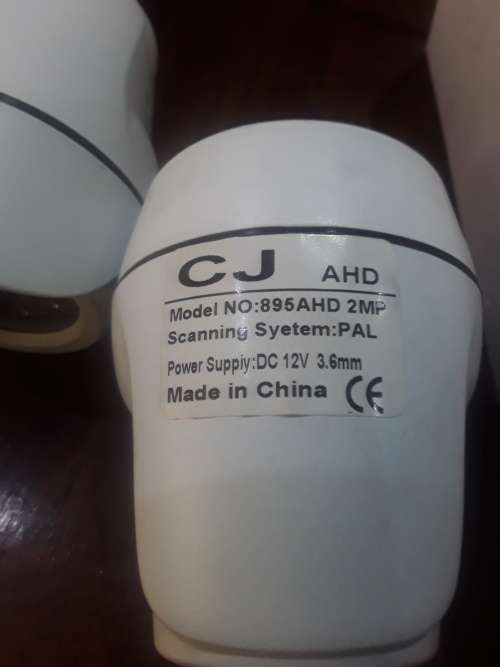 CJ AHD
Model NO:895AHD 2MP
Scanning Syetem:PAL
Power Suppiy:DC 12V 3.6mm
Made in China CE